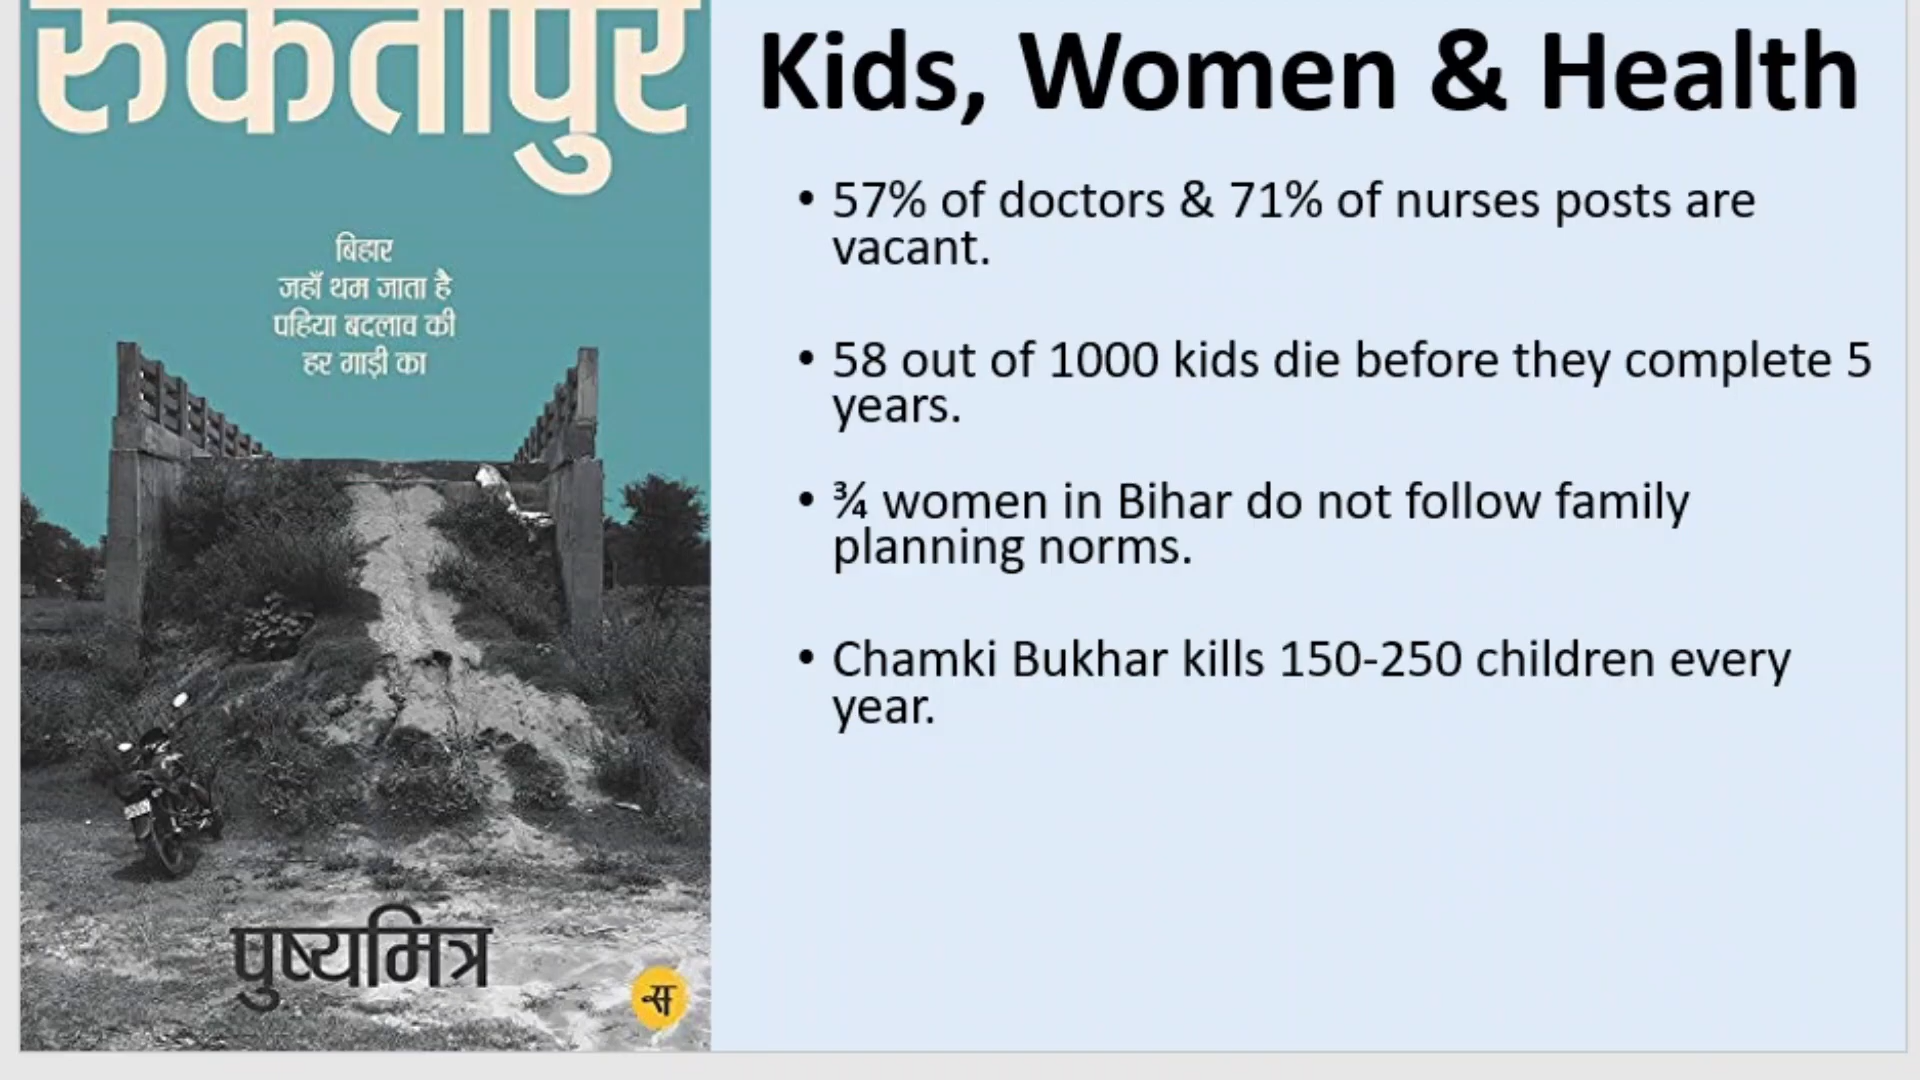 रुकतापुर
बिहार
जहाँ थम जाता है
पहिया बदलाव की
हर गाड़ी का
पुष्यमित्र
स
Kids, Women & Health
• 57% of doctors & 71% of nurses posts are
vacant.
• 58 out of 1000 kids die before they complete 5
years.
• ¾ women in Bihar do not follow family
planning norms.
• Chamki Bukhar kills 150-250 children every
year.